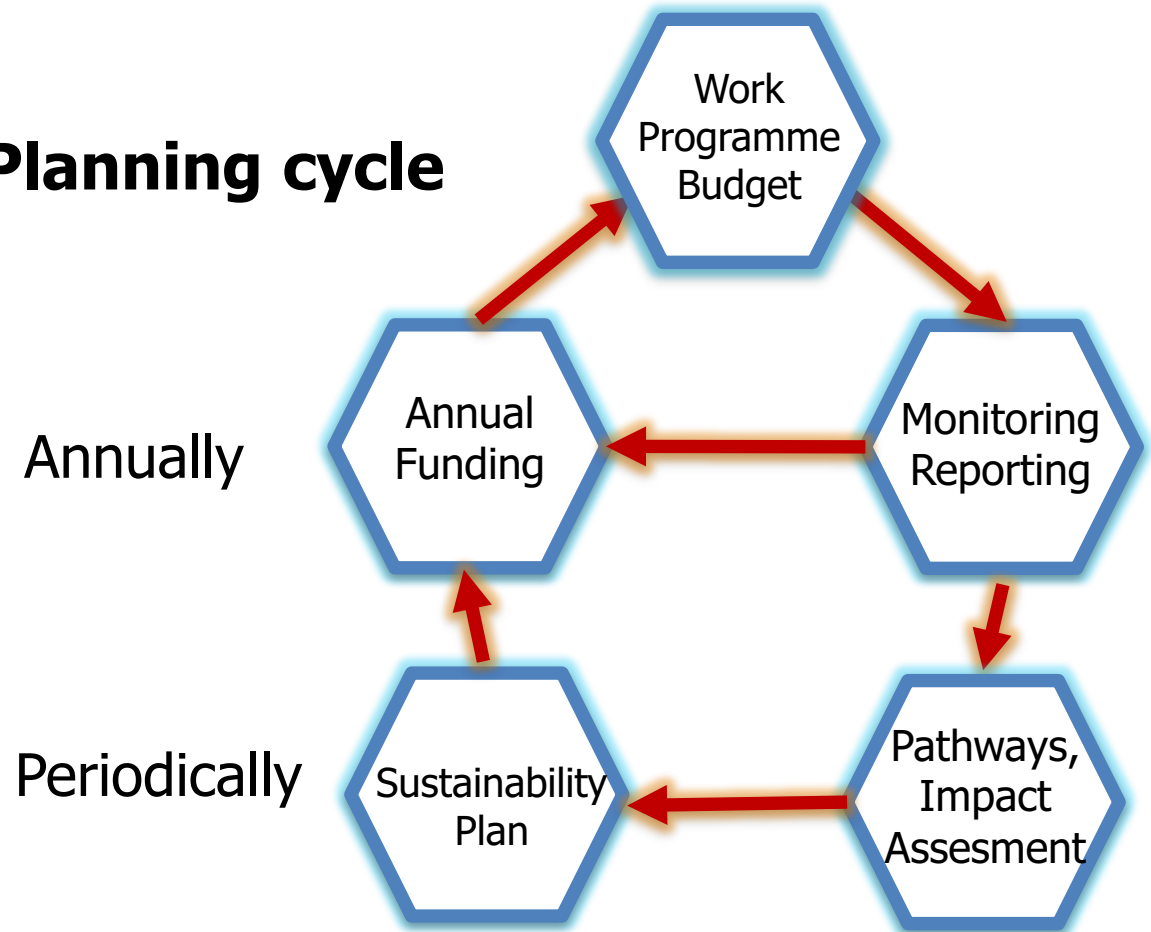 Work
Programme
Budget
Planning cycle
Annual
Funding
Monitoring
Reporting
Annually
Sustainability
Plan
Pathways,
Impact
Assesment
Periodically